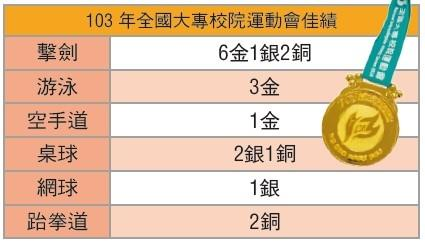 103 年全國大專校院運動會佳績
擊劍 6金1銀2銅
游泳 3金
空手道 1金
桌球 2銀1銅
網球 1銀
跆拳道 2銅